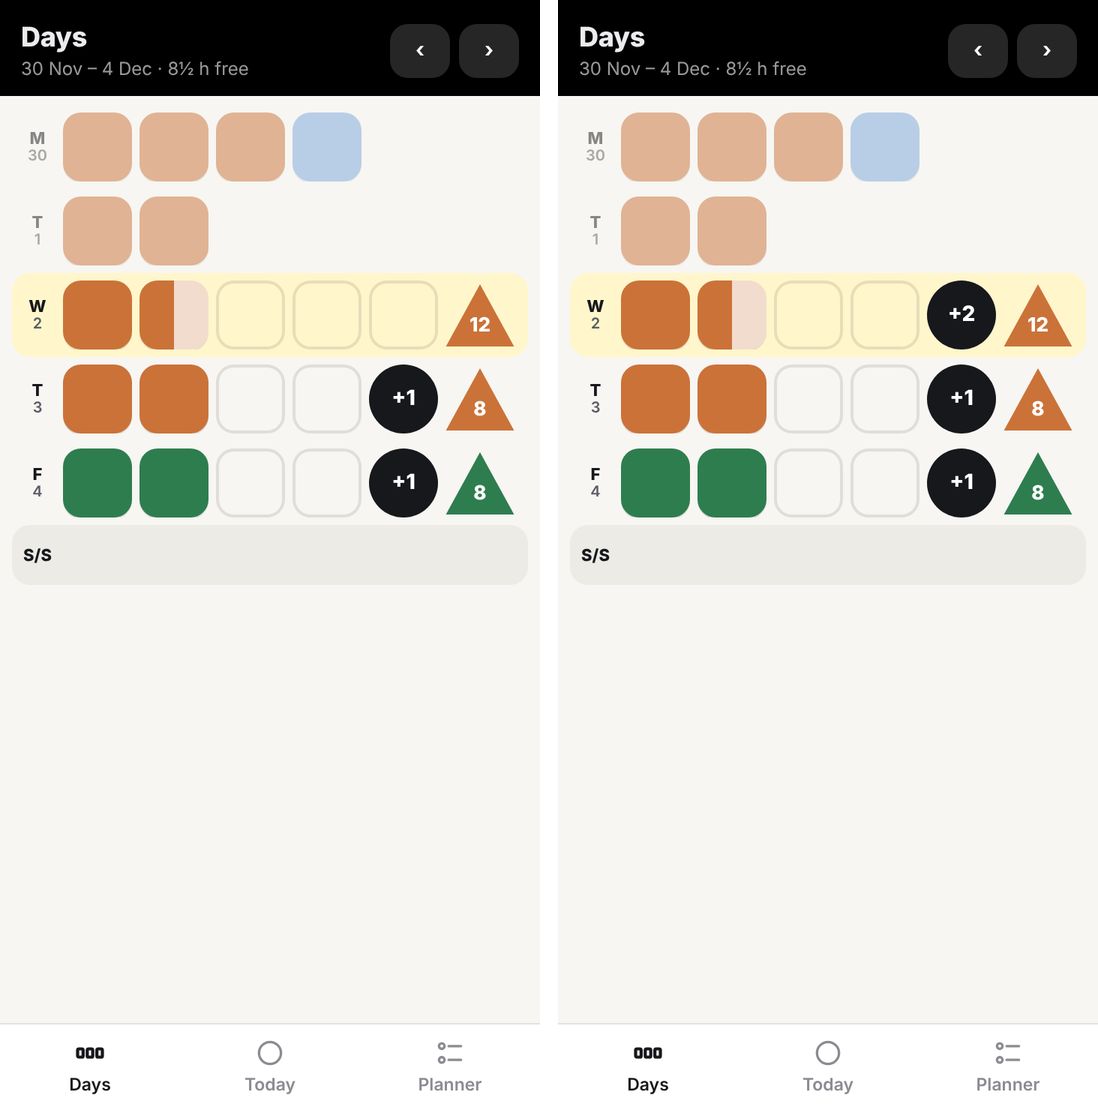 Days
30 Nov – 4 Dec · 8½ h free
‹ ›
M
30
T
1
W
2
12
T
3
+1
8
F
4
+1
8
S/S
Days Today Planner
Days
30 Nov – 4 Dec · 8½ h free
‹ ›
M
30
T
1
W
2
+2
12
T
3
+1
8
F
4
+1
8
S/S
Days Today Planner